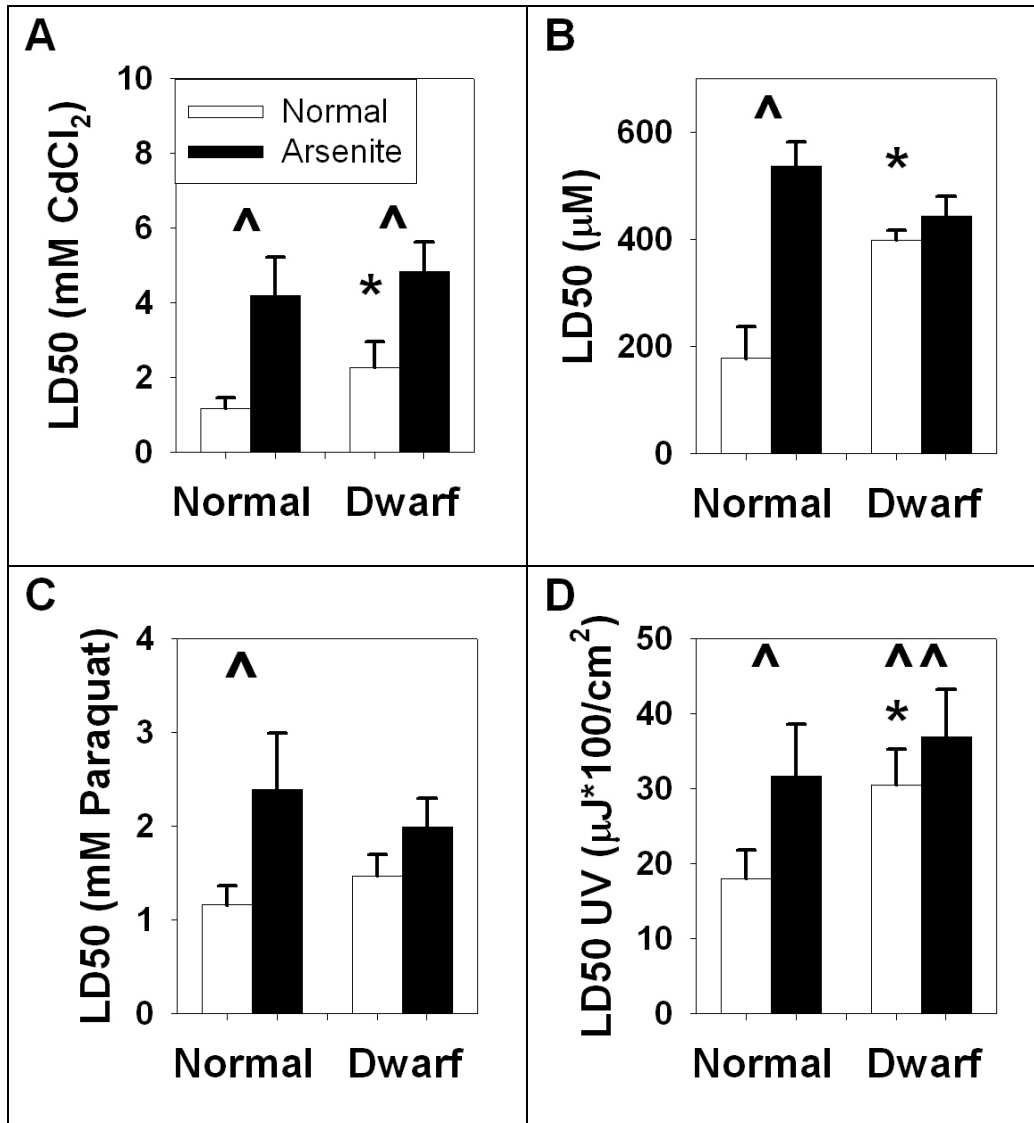 A
LD50 (mM CdCl2)
10
8
6
4
2
0
Normal
Arsenite
^
^
*
Normal
Dwarf
B
LD50 (μM)
600
400
200
0
^
*
Normal
Dwarf
C
LD50 (mM Paraquat)
4
3
2
1
0
^
Normal
Dwarf
D
LD50 UV (μJ*100/cm2)
50
40
30
20
10
0
^
^^
*
Normal
Dwarf